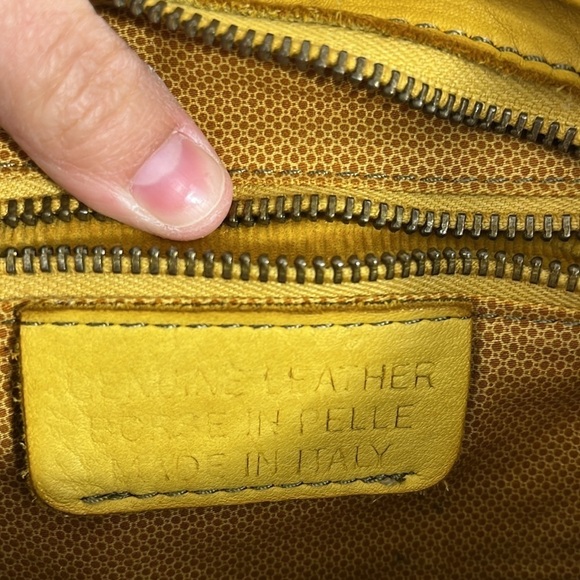 GENUINE LEATHER
BORSE IN PELLE
MADE IN ITALY